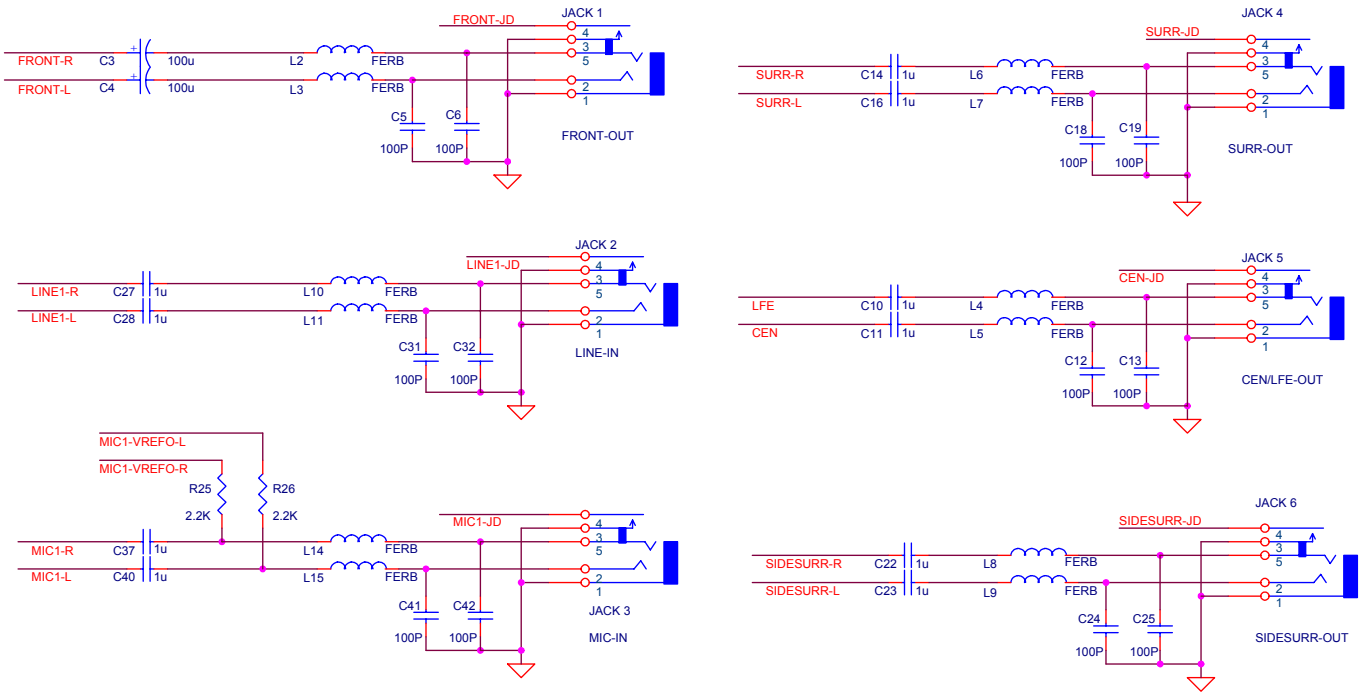 JACK 1
FRONT-JD
4
3
5
FRONT-R
C3
+
100u
L2
FERB
FRONT-L
C4
+
100u
L3
FERB
2
1
C5
C6
100P
100P
FRONT-OUT
JACK 4
SURR-JD
4
3
5
SURR-R
C14
1u
L6
FERB
SURR-L
C16
1u
L7
FERB
2
1
C18
C19
100P
100P
SURR-OUT
JACK 2
LINE1-JD
4
3
5
LINE1-R
C27
1u
L10
FERB
LINE1-L
C28
1u
L11
FERB
2
1
C31
C32
100P
100P
LINE-IN
JACK 5
CEN-JD
4
3
5
LFE
C10
1u
L4
FERB
CEN
C11
1u
L5
FERB
2
1
C12
C13
100P
100P
CEN/LFE-OUT
MIC1-VREFO-L
MIC1-VREFO-R
R25
R26
2.2K
2.2K
MIC1-JD
4
3
5
MIC1-R
C37
1u
L14
FERB
MIC1-L
C40
1u
L15
FERB
2
1
C41
C42
100P
100P
JACK 3
MIC-IN
JACK 6
SIDESURR-JD
4
3
5
SIDESURR-R
C22
1u
L8
FERB
SIDESURR-L
C23
1u
L9
FERB
2
1
C24
C25
100P
100P
SIDESURR-OUT